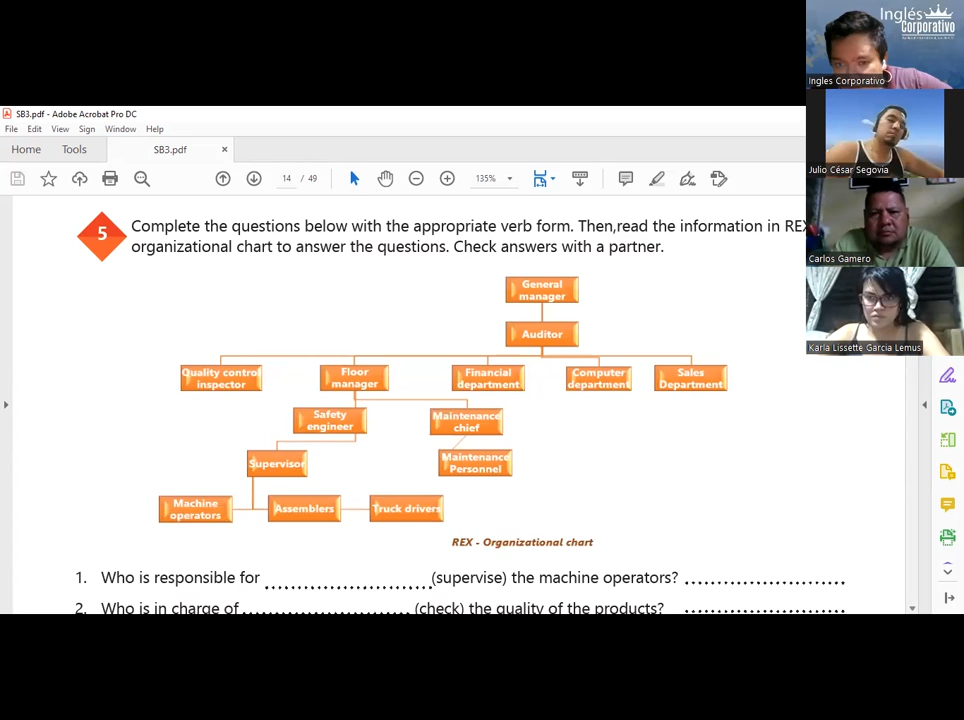 Inglés
Corporativo
Ingles Corporativo
SB3.pdf - Adobe Acrobat Pro DC
File Edit View Sign Window Help
Home Tools SB3.pdf ×
14 / 49 135%
Julio César Segovia
5 Complete the questions below with the appropriate verb form. Then,read the information in REX
organizational chart to answer the questions. Check answers with a partner.
Carlos Gamero
General
manager
Auditor
Karla Lissette Garcia Lemus
Quality control
inspector
Floor
manager
Financial
department
Computer
department
Sales
Department
Safety
engineer
Maintenance
chief
Supervisor
Maintenance
Personnel
Machine
operators
Assemblers
Truck drivers
REX - Organizational chart
1. Who is responsible for ........................... (supervise) the machine operators? ..........................
2. Who is in charge of ........................... (check) the quality of the products? ..........................